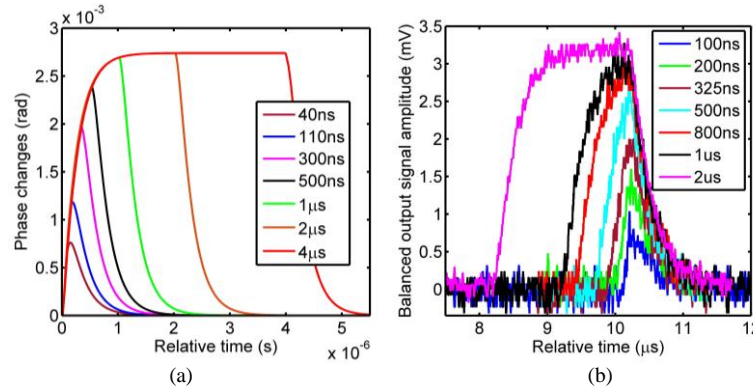 × 10⁻³
3
2.5
2
1.5
1
0.5
0
0 1 2 3 4 5
Phase changes (rad)
Relative time (s)
× 10⁻⁶
40ns
110ns
300ns
500ns
1μs
2μs
4μs
(a)
(b)
3.5
3
2.5
2
1.5
1
0.5
0
8 9 10 11 12
Balanced output signal amplitude (mV)
Relative time (μs)
100ns
200ns
325ns
500ns
800ns
1us
2us
(b)